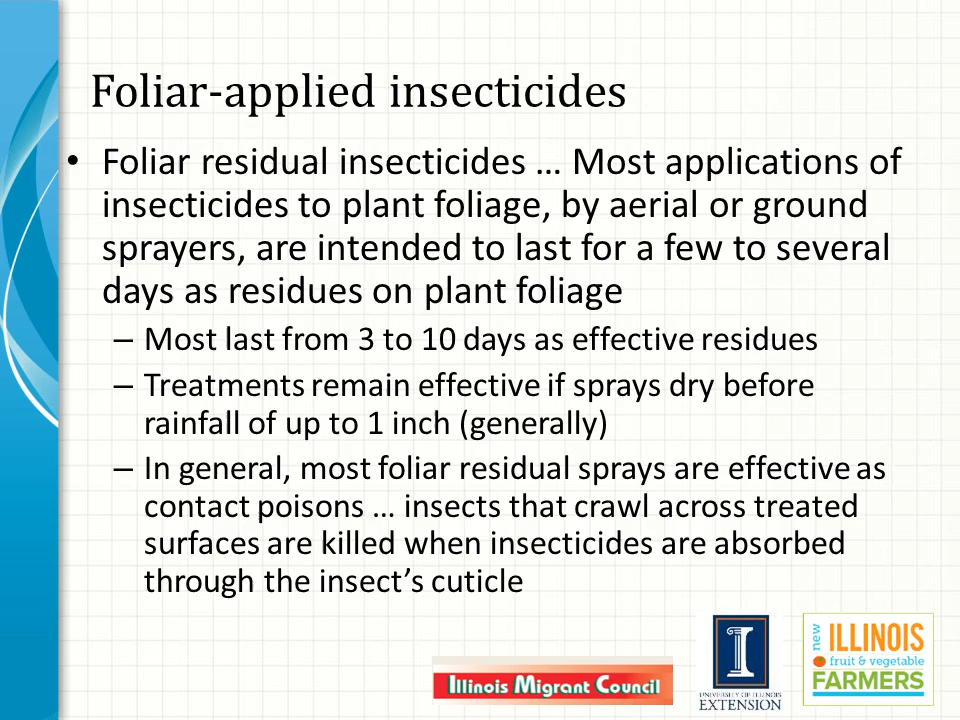 Foliar-applied insecticides
• Foliar residual insecticides … Most applications of
insecticides to plant foliage, by aerial or ground
sprayers, are intended to last for a few to several
days as residues on plant foliage
– Most last from 3 to 10 days as effective residues
– Treatments remain effective if sprays dry before
rainfall of up to 1 inch (generally)
– In general, most foliar residual sprays are effective as
contact poisons … insects that crawl across treated
surfaces are killed when insecticides are absorbed
through the insect’s cuticle
Illinois Migrant Council
I
UNIVERSITY OF ILLINOIS
EXTENSION
new
ILLINOIS
fruit & vegetable
FARMERS